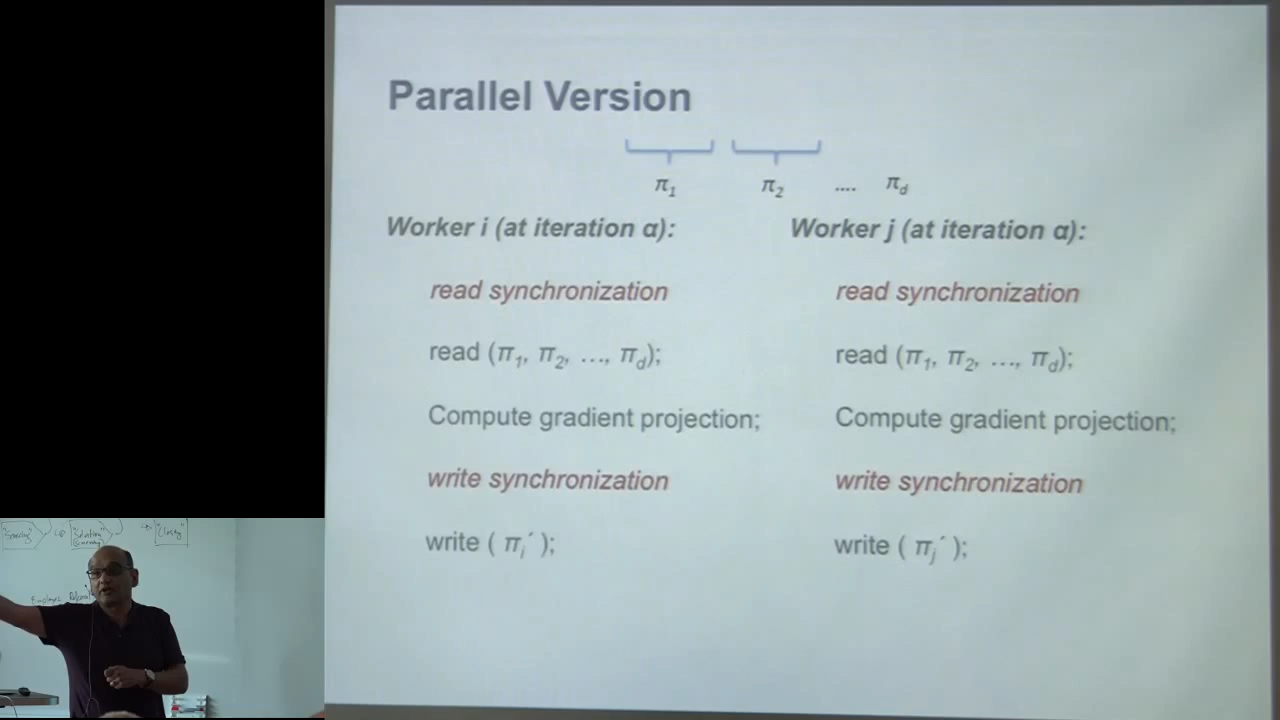 Parallel Version
π1 π2 .... πd
Worker i (at iteration α): Worker j (at iteration α):
read synchronization read synchronization
read (π1, π2, …, πd); read (π1, π2, …, πd);
Compute gradient projection; Compute gradient projection;
write synchronization write synchronization
write ( πi´ ); write ( πj´ );
"Closing"